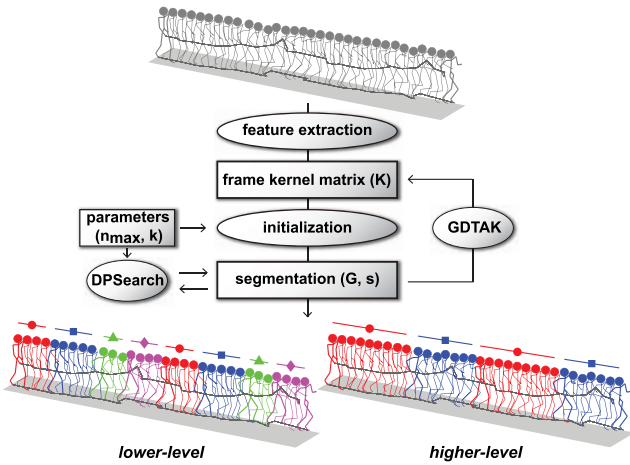 feature extraction
frame kernel matrix (K)
parameters
(nmax, k)
initialization
GDTAK
DPSearch
segmentation (G, s)
lower-level
higher-level